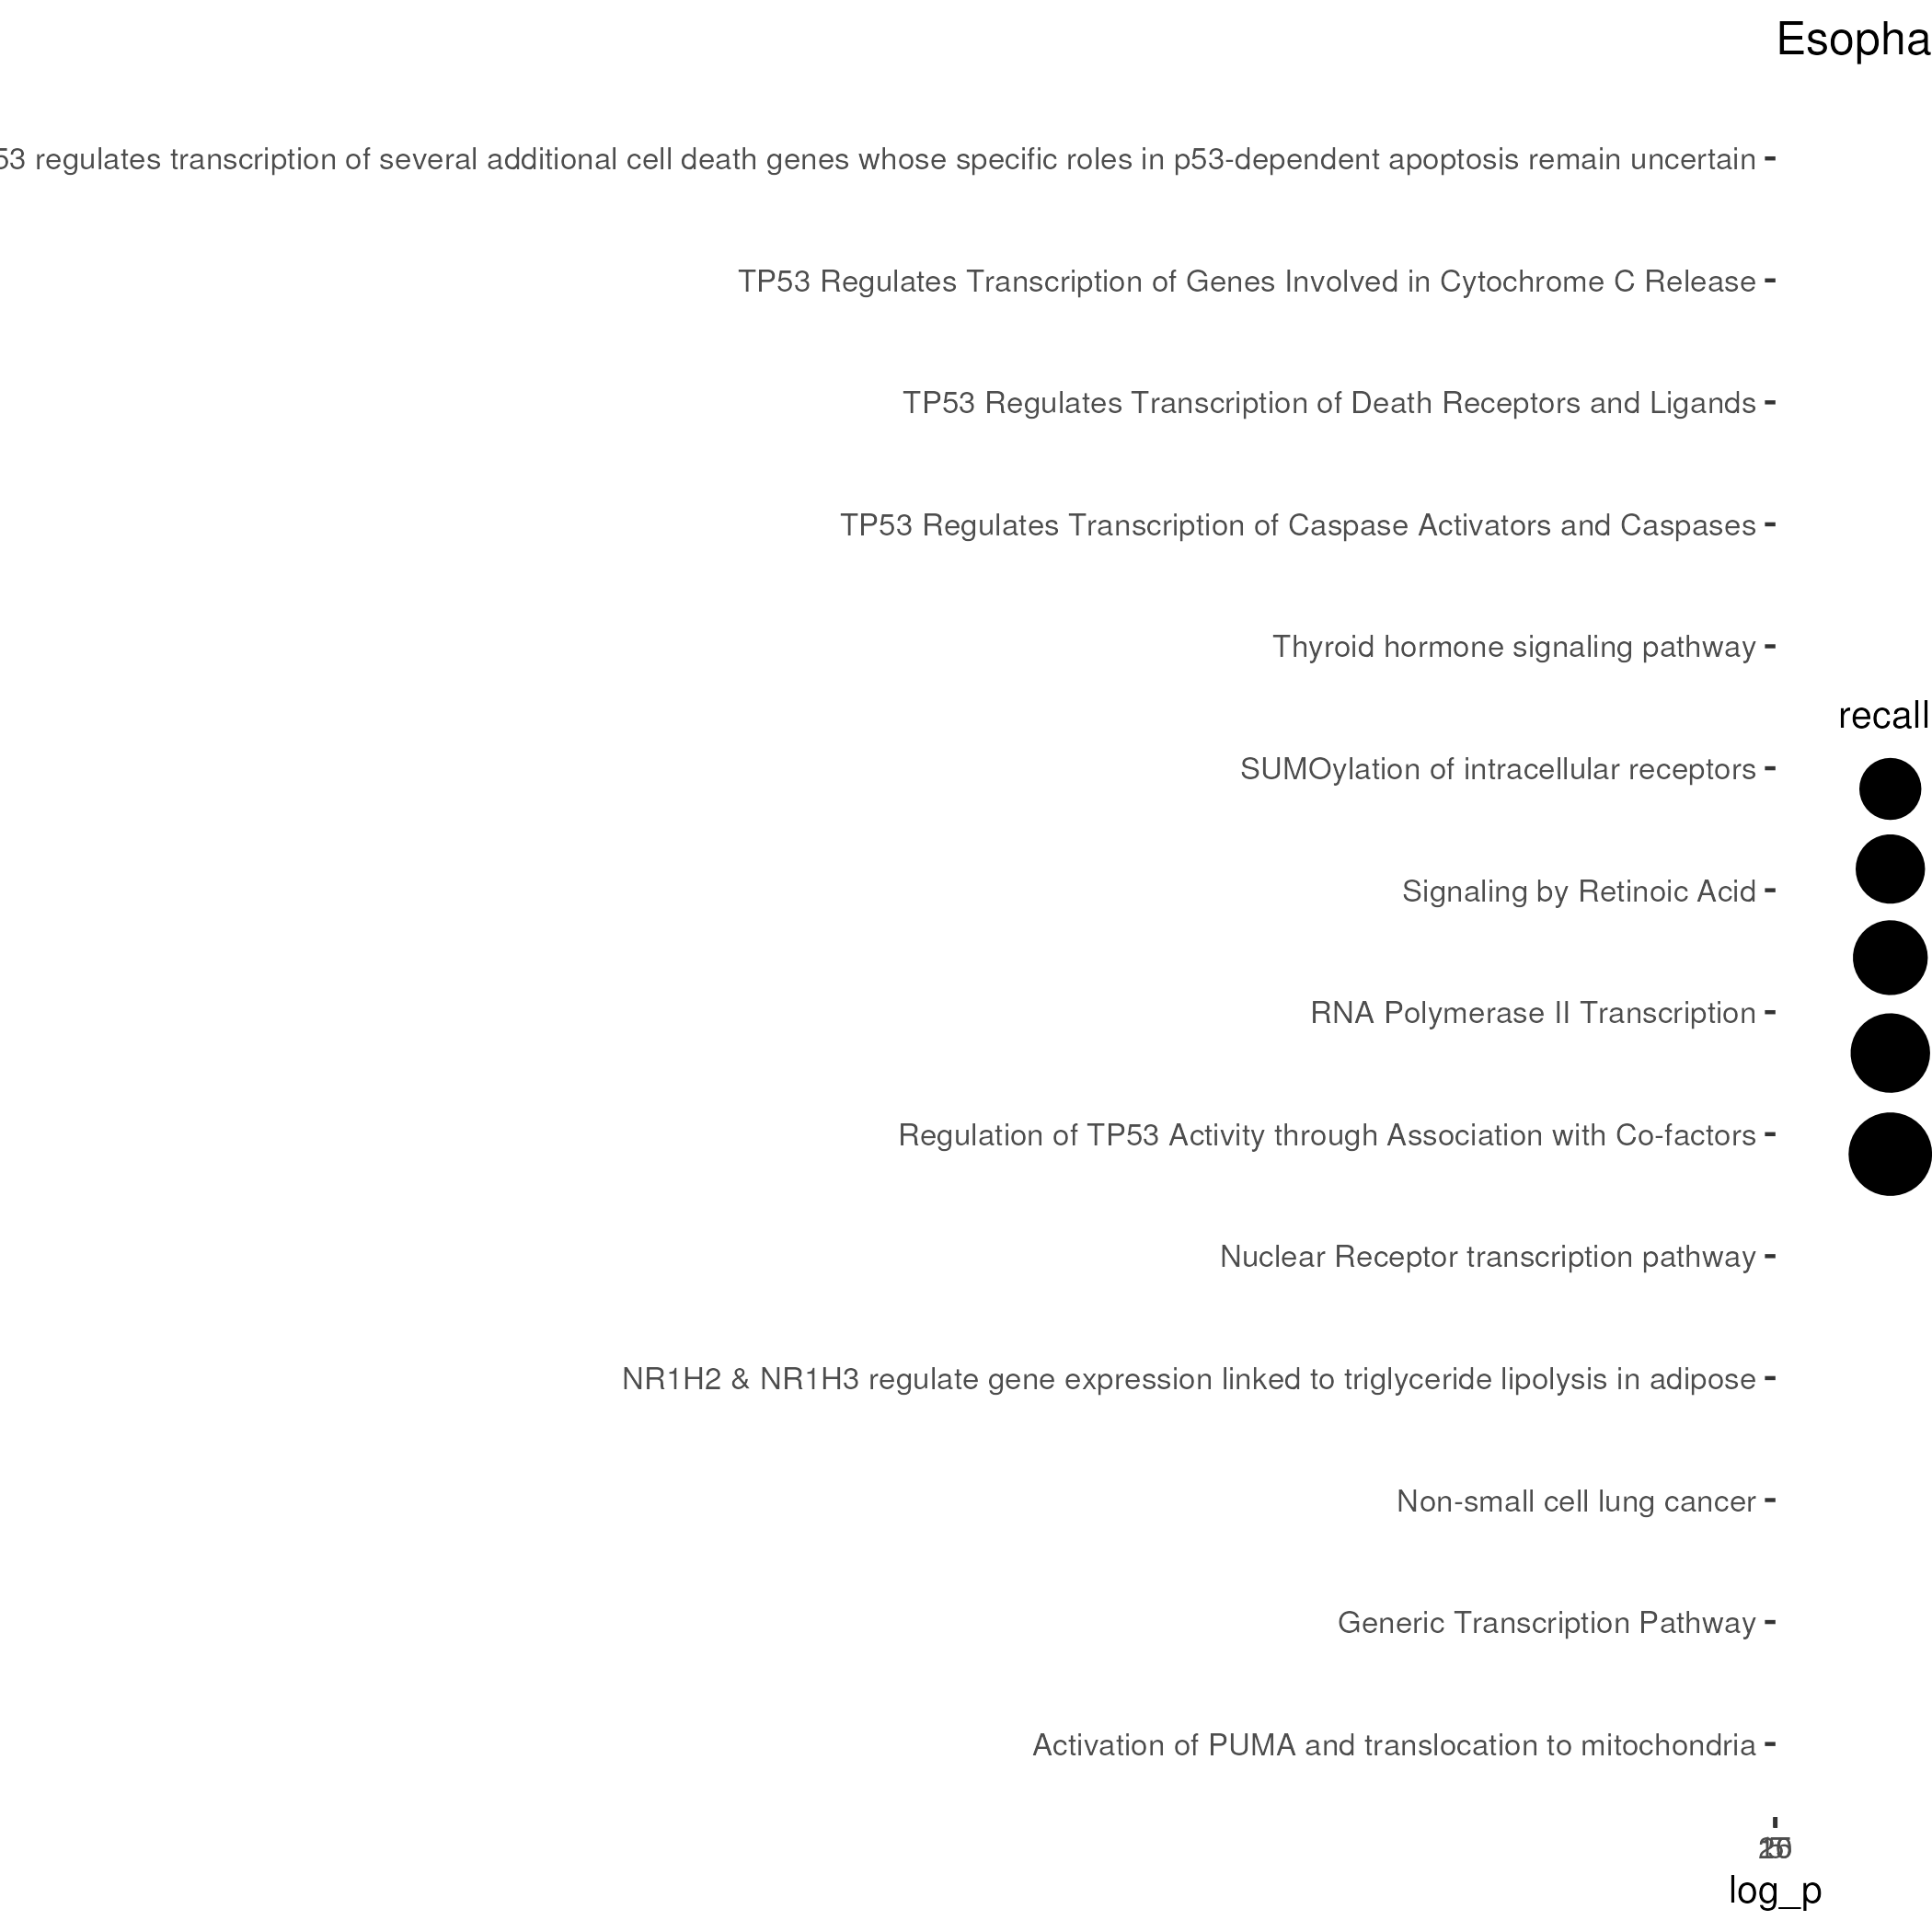 Esopha
53 regulates transcription of several additional cell death genes whose specific roles in p53-dependent apoptosis remain uncertain
TP53 Regulates Transcription of Genes Involved in Cytochrome C Release
TP53 Regulates Transcription of Death Receptors and Ligands
TP53 Regulates Transcription of Caspase Activators and Caspases
Thyroid hormone signaling pathway
recall
SUMOylation of intracellular receptors
Signaling by Retinoic Acid
RNA Polymerase II Transcription
Regulation of TP53 Activity through Association with Co-factors
Nuclear Receptor transcription pathway
NR1H2 & NR1H3 regulate gene expression linked to triglyceride lipolysis in adipose
Non-small cell lung cancer
Generic Transcription Pathway
Activation of PUMA and translocation to mitochondria
log_p